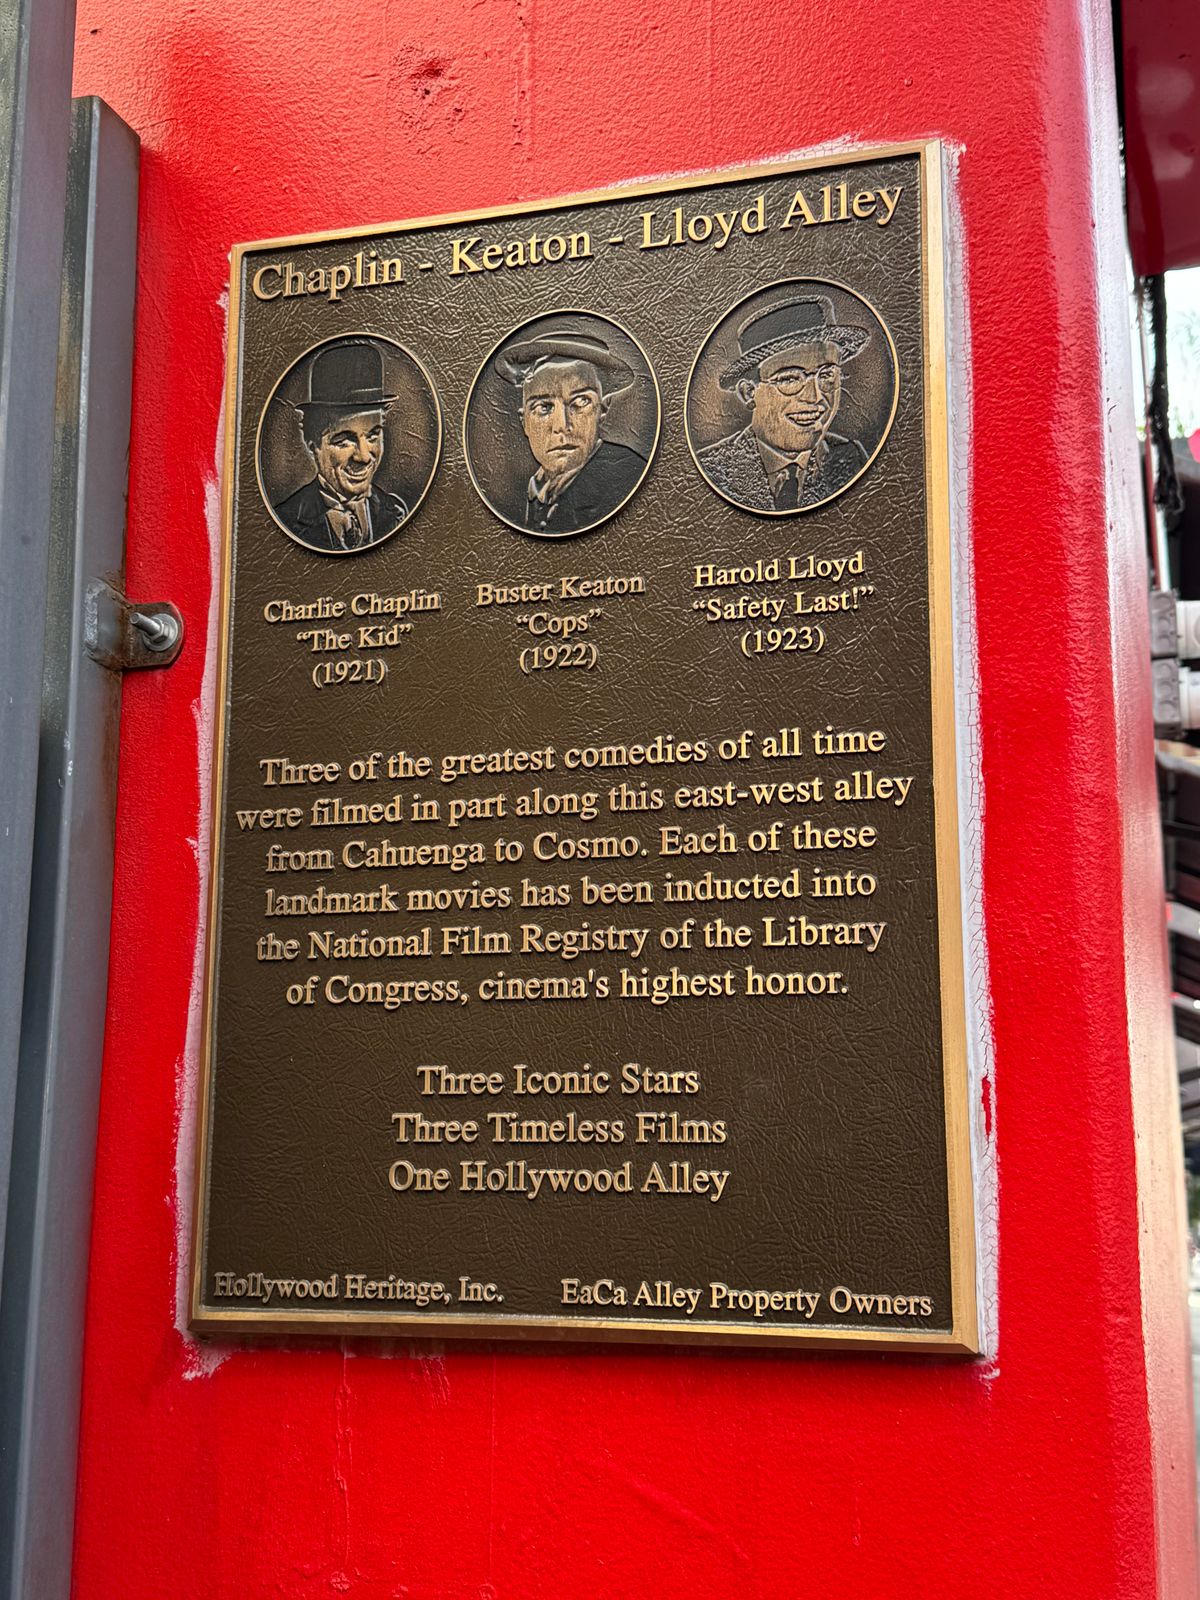 Chaplin - Keaton - Lloyd Alley
Charlie Chaplin
"The Kid"
(1921)
Buster Keaton
"Cops"
(1922)
Harold Lloyd
"Safety Last!"
(1923)
Three of the greatest comedies of all time
were filmed in part along this east-west alley
from Cahuenga to Cosmo. Each of these
landmark movies has been inducted into
the National Film Registry of the Library
of Congress, cinema's highest honor.
Three Iconic Stars
Three Timeless Films
One Hollywood Alley
Hollywood Heritage, Inc. EaCa Alley Property Owners